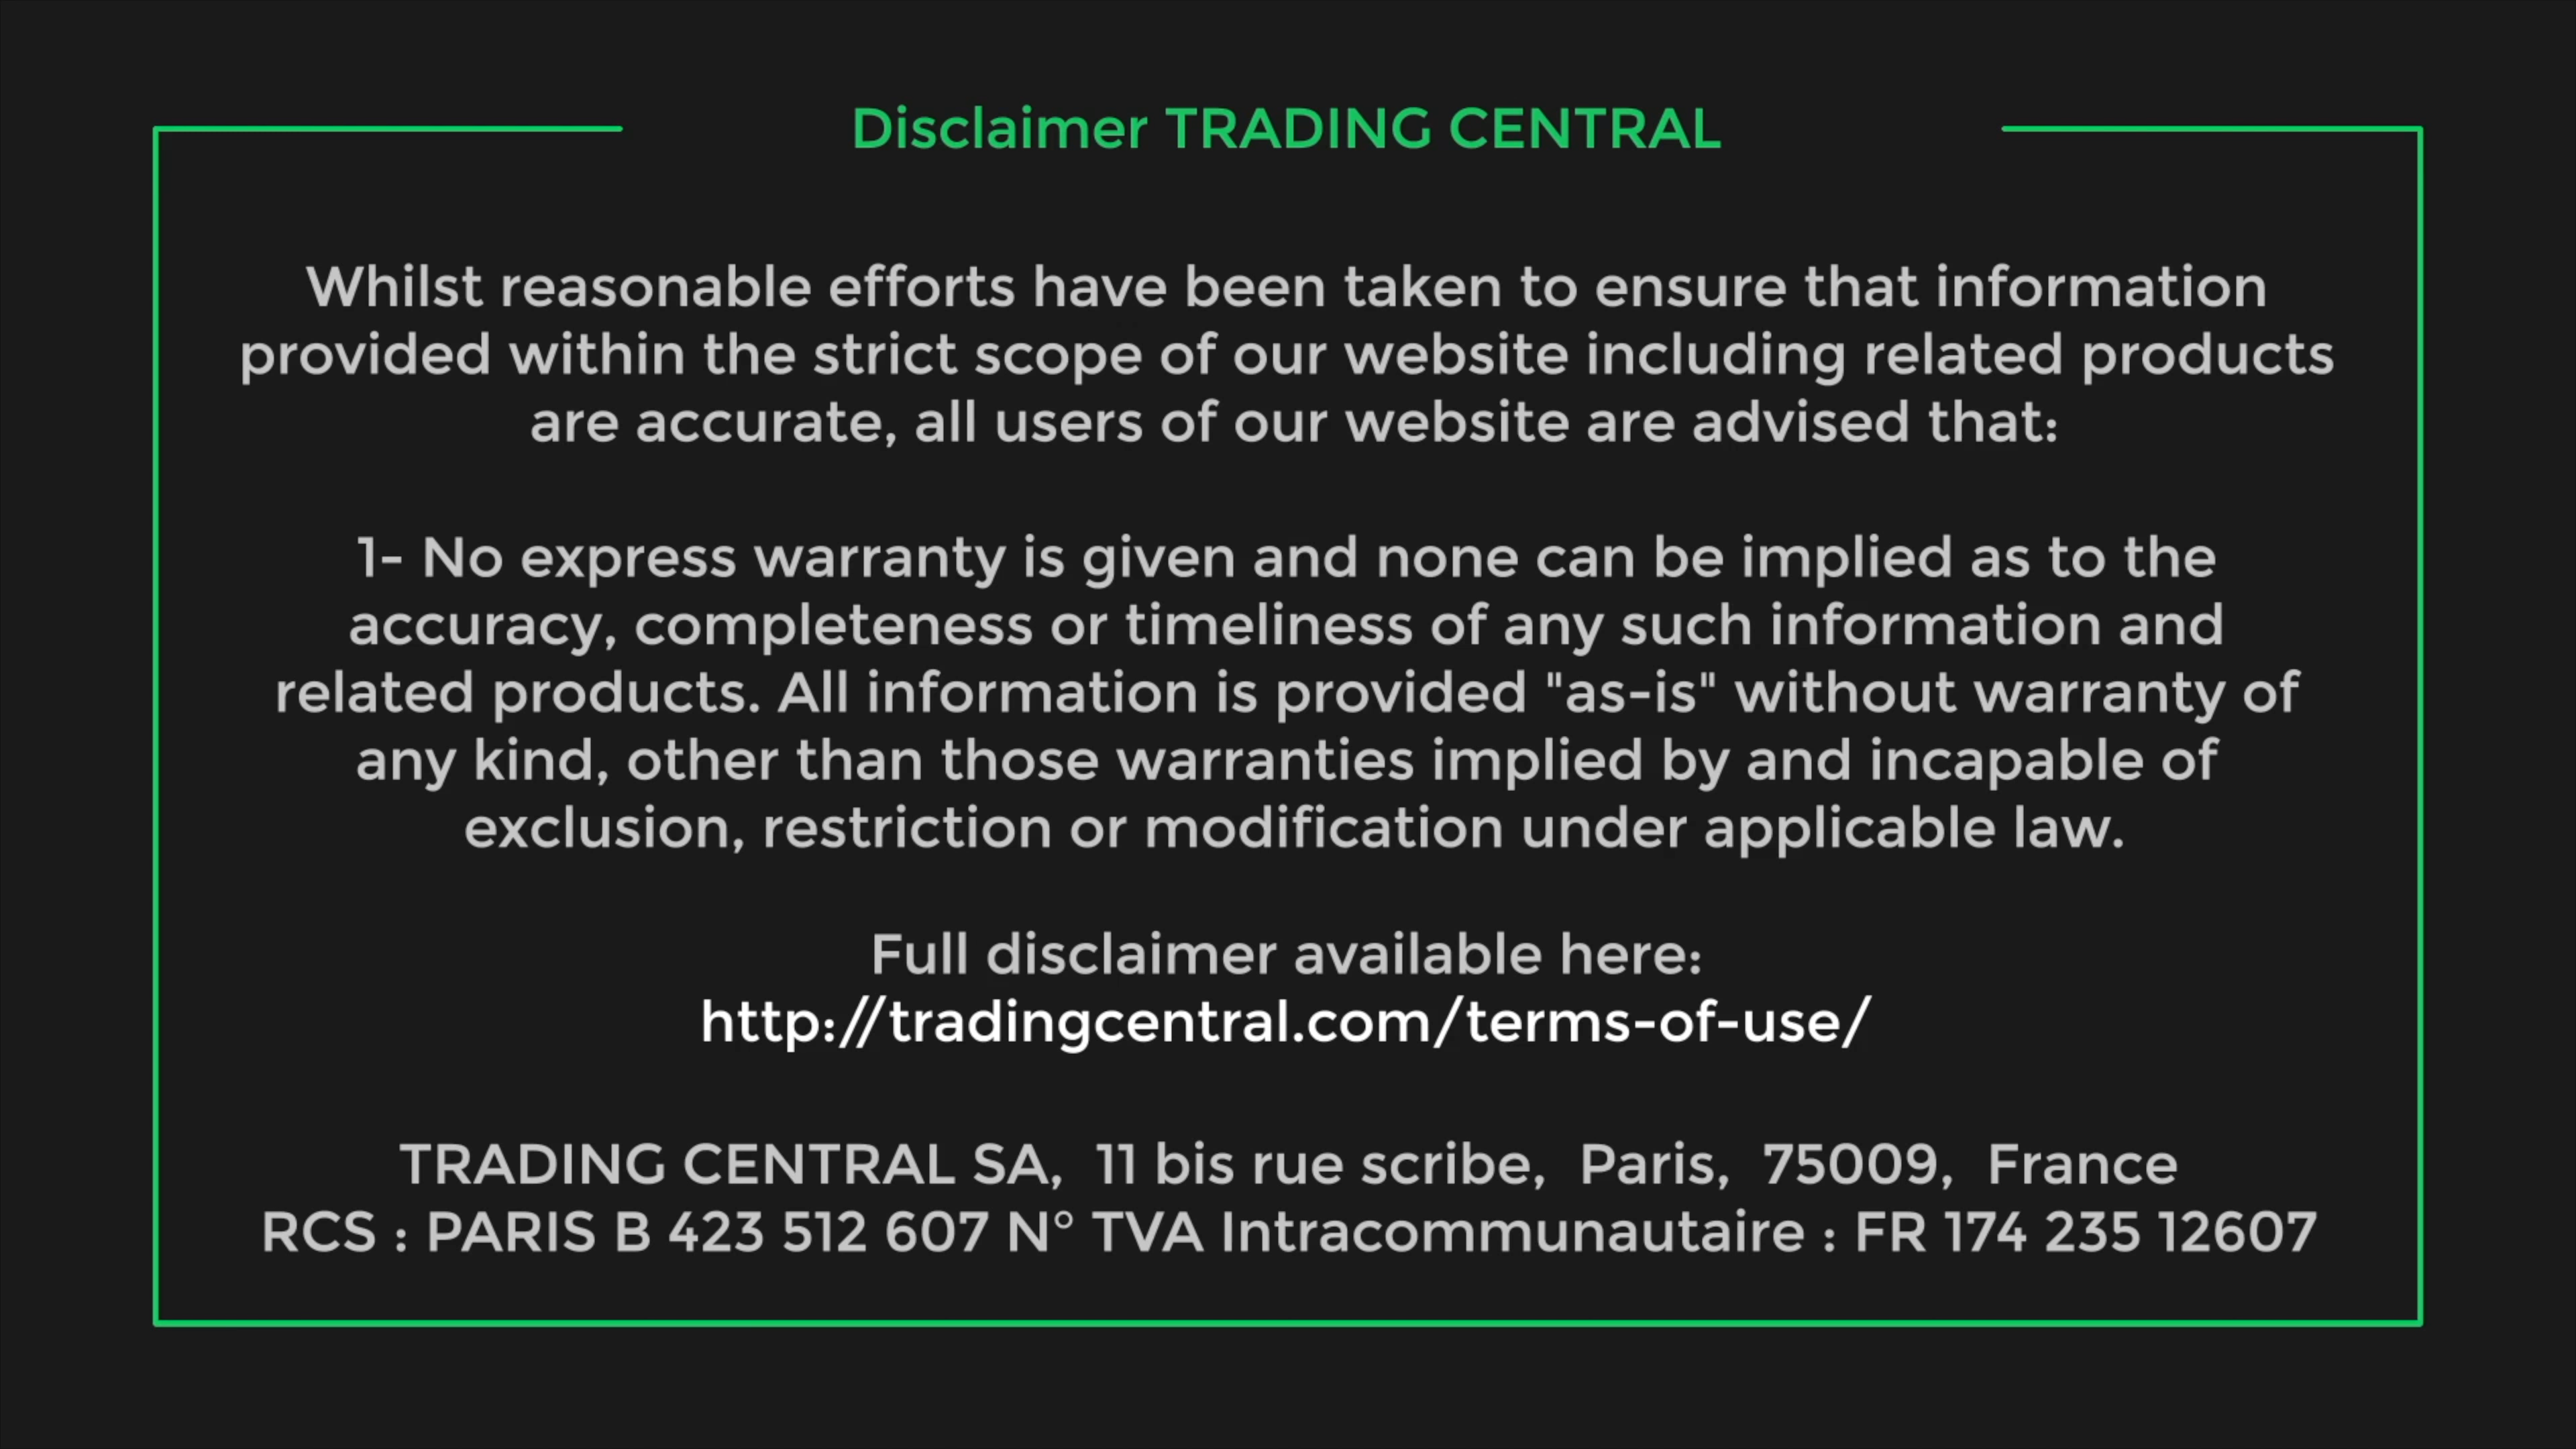 Disclaimer TRADING CENTRAL
Whilst reasonable efforts have been taken to ensure that information
provided within the strict scope of our website including related products
are accurate, all users of our website are advised that:
1- No express warranty is given and none can be implied as to the
accuracy, completeness or timeliness of any such information and
related products. All information is provided "as-is" without warranty of
any kind, other than those warranties implied by and incapable of
exclusion, restriction or modification under applicable law.
Full disclaimer available here:
http://tradingcentral.com/terms-of-use/
TRADING CENTRAL SA, 11 bis rue scribe, Paris, 75009, France
RCS : PARIS B 423 512 607 N° TVA Intracommunautaire : FR 174 235 12607